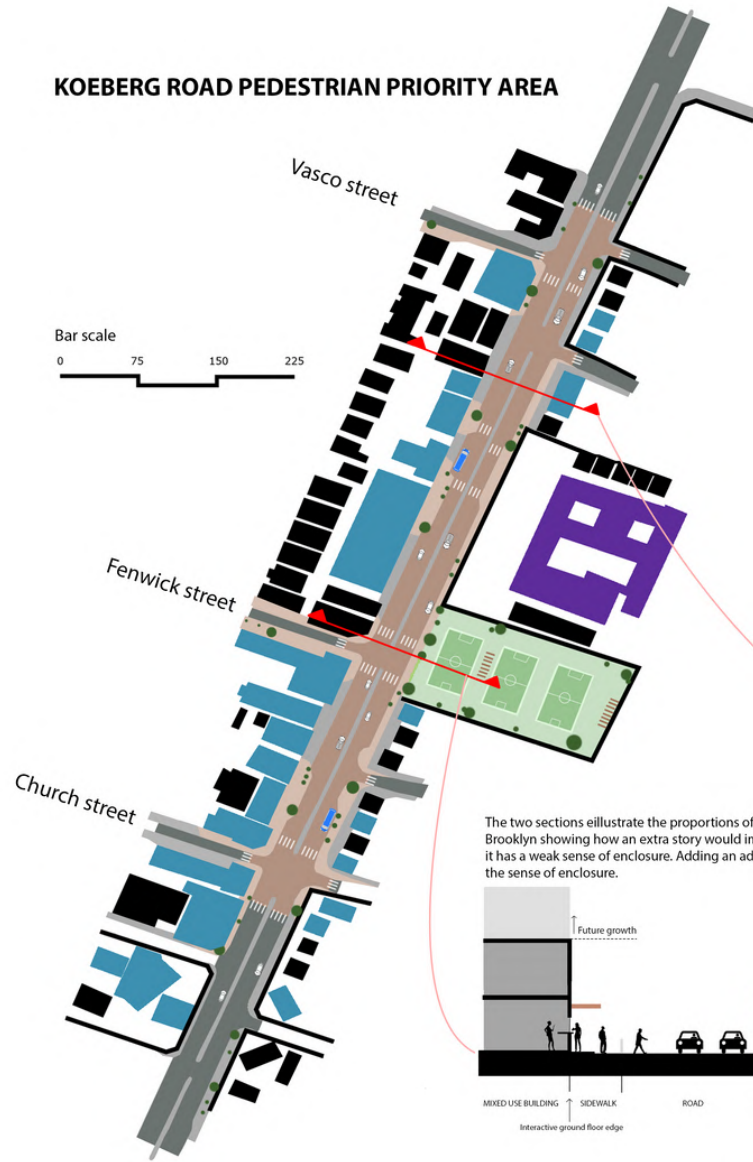 KOEBERG ROAD PEDESTRIAN PRIORITY AREA
Vasco street
Bar scale
0 75 150 225
Fenwick street
Church street
The two sections eillustrate the proportions of
Brooklyn showing how an extra story would in
it has a weak sense of enclosure. Adding an ad
the sense of enclosure.
Future growth
MIXED USE BUILDING SIDEWALK ROAD
Interactive ground floor edge